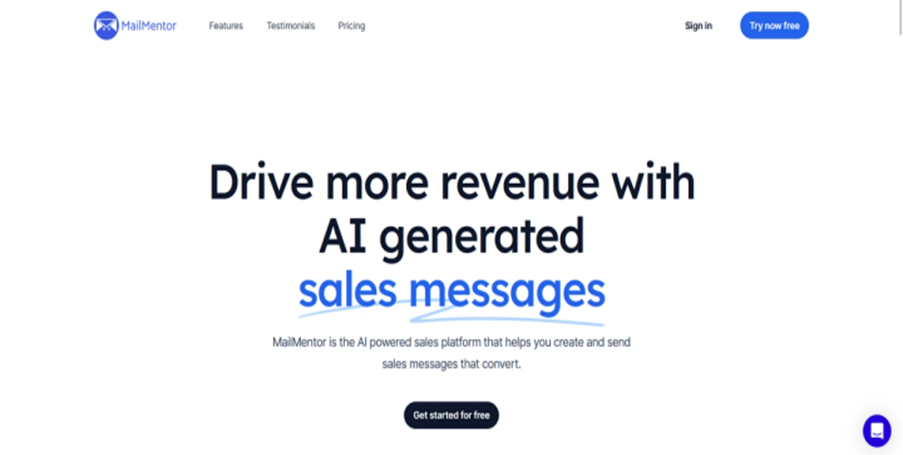 MailMentor
Features
Testimonials
Pricing
Sign in
Try now free
Drive more revenue with
AI generated
sales messages
MailMentor is the AI powered sales platform that helps you create and send
sales messages that convert.
Get started for free